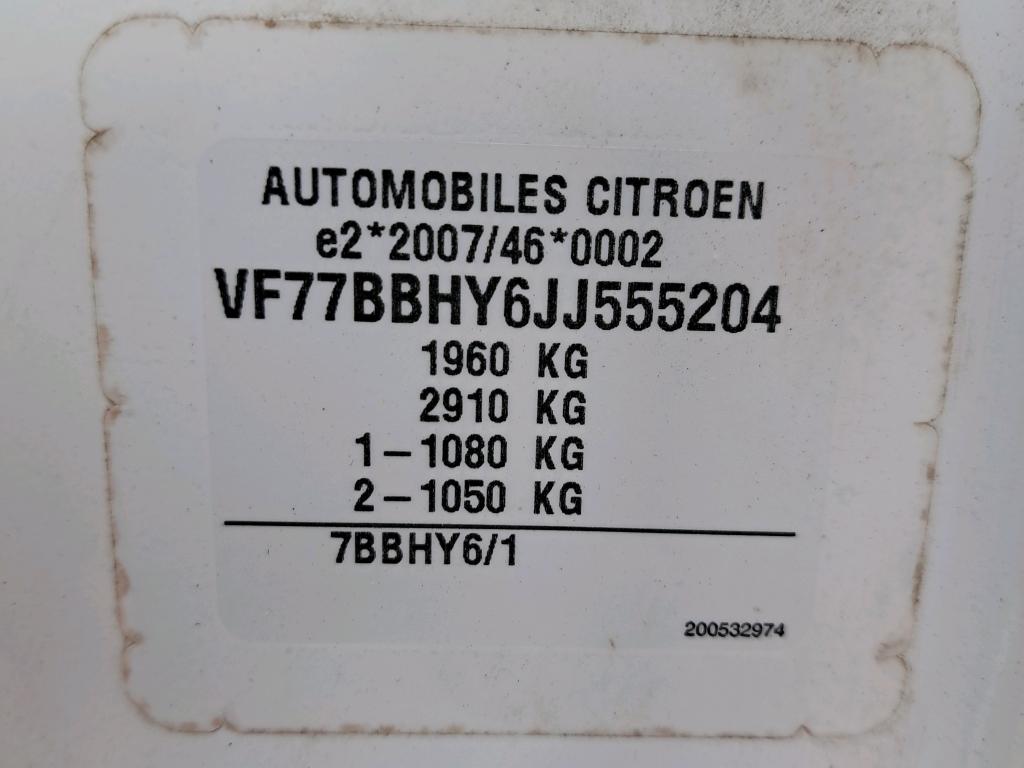 AUTOMOBILES CITROEN
e2*2007/46*0002
VF77BBHY6JJ555204
1960 KG
2910 KG
1-1080 KG
2-1050 KG
7BBHY6/1
200532974